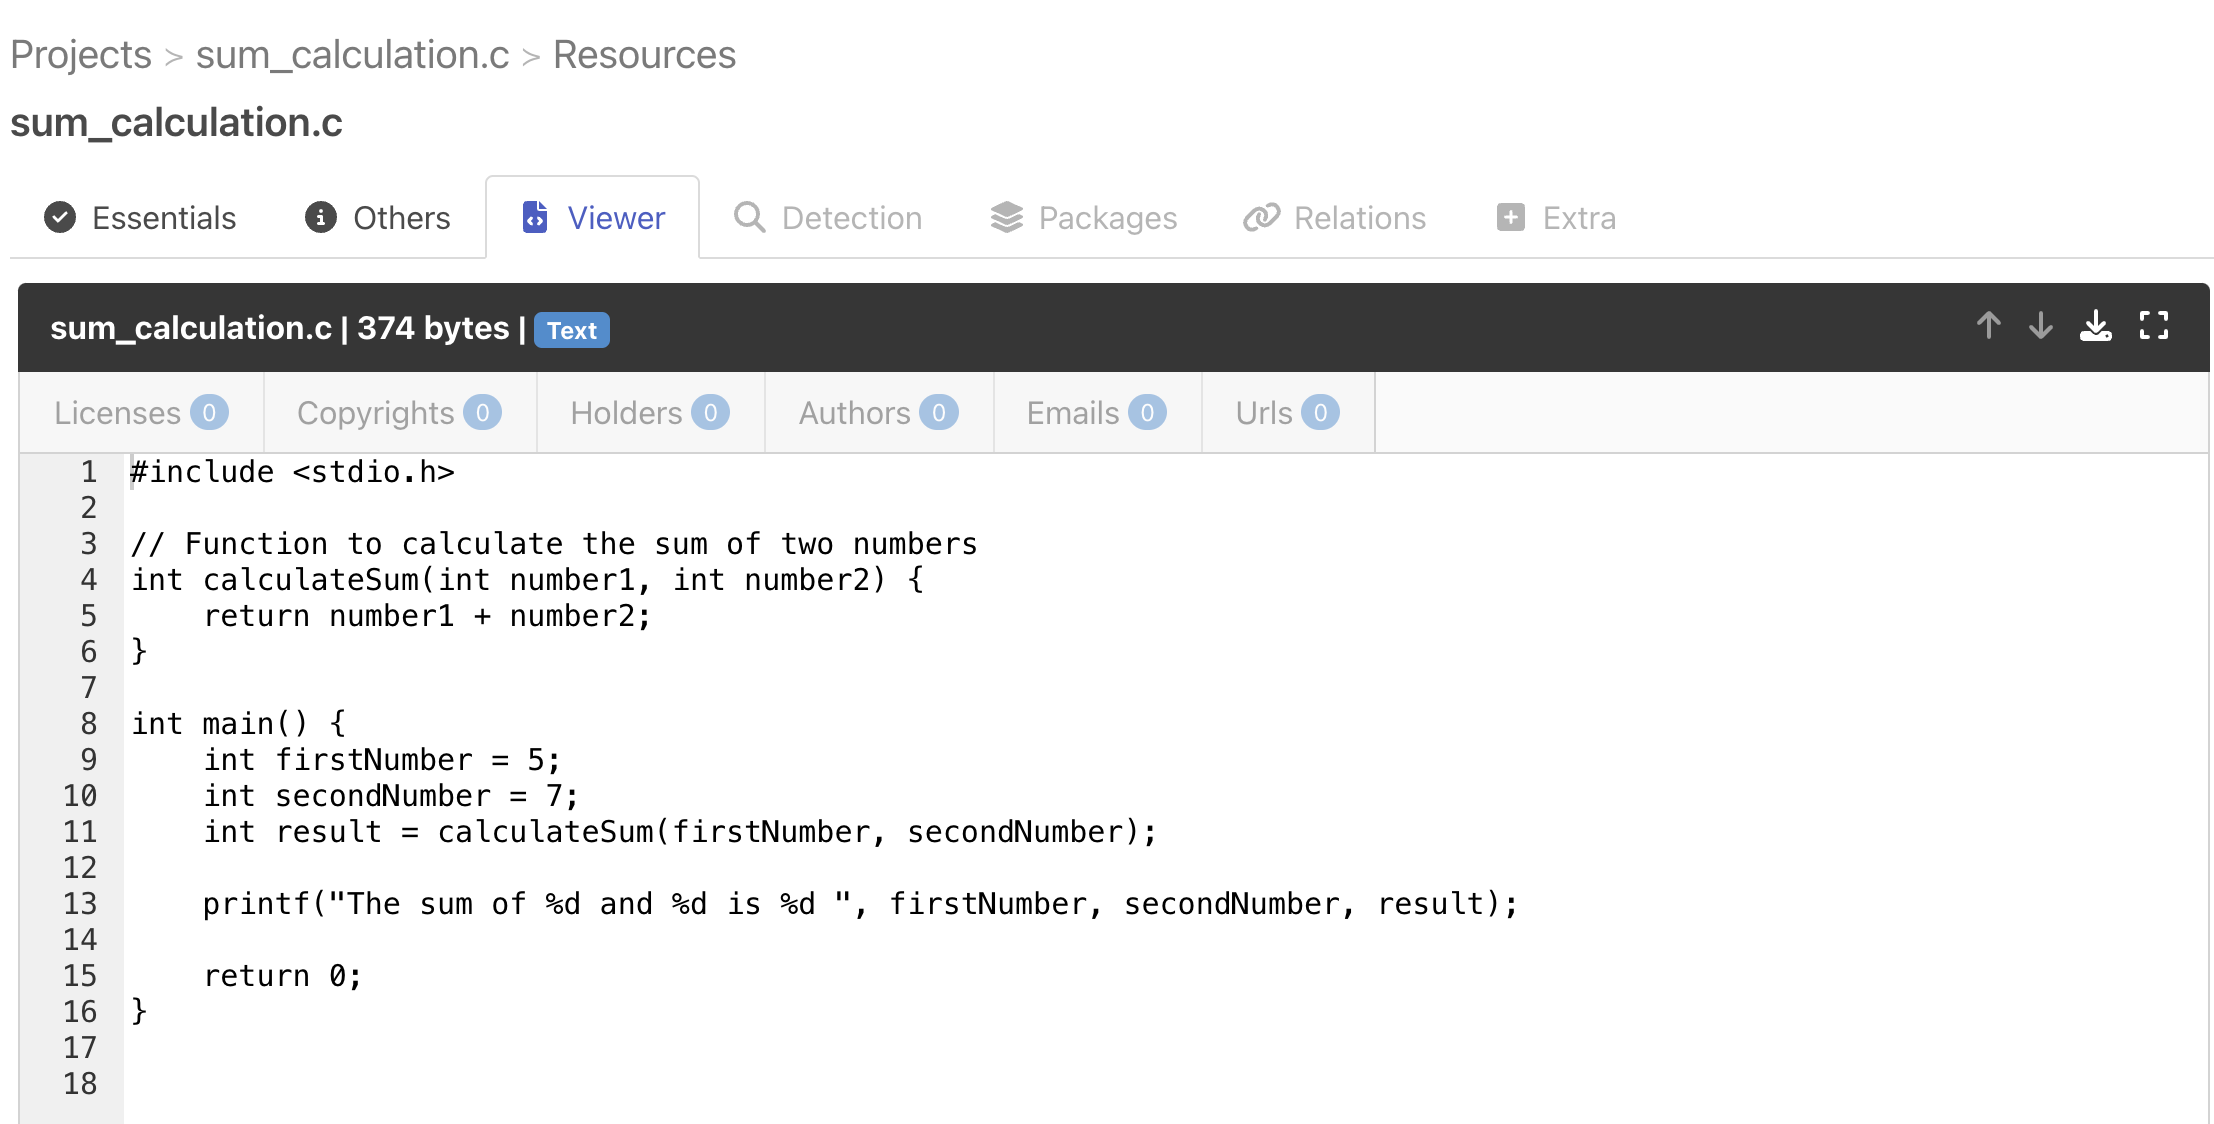 Projects > sum_calculation.c > Resources
sum_calculation.c
Essentials Others Viewer Detection Packages Relations Extra
sum_calculation.c | 374 bytes | Text
Licenses 0 Copyrights 0 Holders 0 Authors 0 Emails 0 Urls 0
1 #include <stdio.h>
2
3 // Function to calculate the sum of two numbers
4 int calculateSum(int number1, int number2) {
5     return number1 + number2;
6 }
7
8 int main() {
9     int firstNumber = 5;
10     int secondNumber = 7;
11     int result = calculateSum(firstNumber, secondNumber);
12
13     printf("The sum of %d and %d is %d ", firstNumber, secondNumber, result);
14
15     return 0;
16 }
17
18